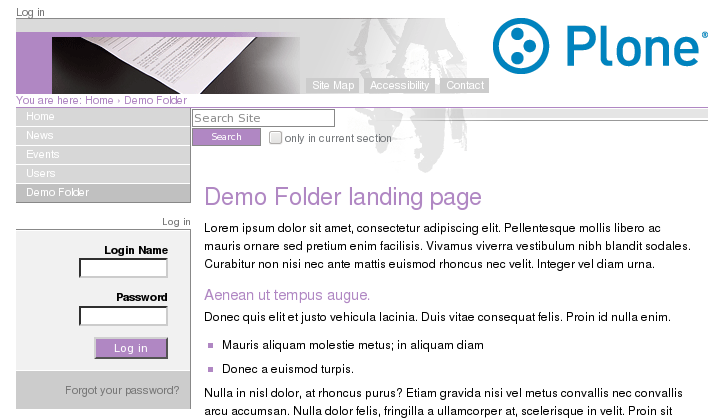 Log in
Plone®
Site Map Accessibility Contact
You are here: Home › Demo Folder
Home
News
Events
Users
Demo Folder
Search Site
Search only in current section
Demo Folder landing page
Lorem ipsum dolor sit amet, consectetur adipiscing elit. Pellentesque mollis libero ac
mauris ornare sed pretium enim facilisis. Vivamus viverra vestibulum nibh blandit sodales.
Curabitur non nisi nec ante mattis euismod rhoncus nec velit. Integer vel diam urna.
Aenean ut tempus augue.
Donec quis elit et justo vehicula lacinia. Duis vitae consequat felis. Proin id nulla enim.
Mauris aliquam molestie metus; in aliquam diam
Donec a euismod turpis.
Nulla in nisl dolor, at rhoncus purus? Etiam gravida nisi vel metus convallis nec convallis
arcu accumsan. Nulla dolor felis, fringilla a ullamcorper at, scelerisque in velit. Proin sit
Log in
Login Name
Password
Log in
Forgot your password?